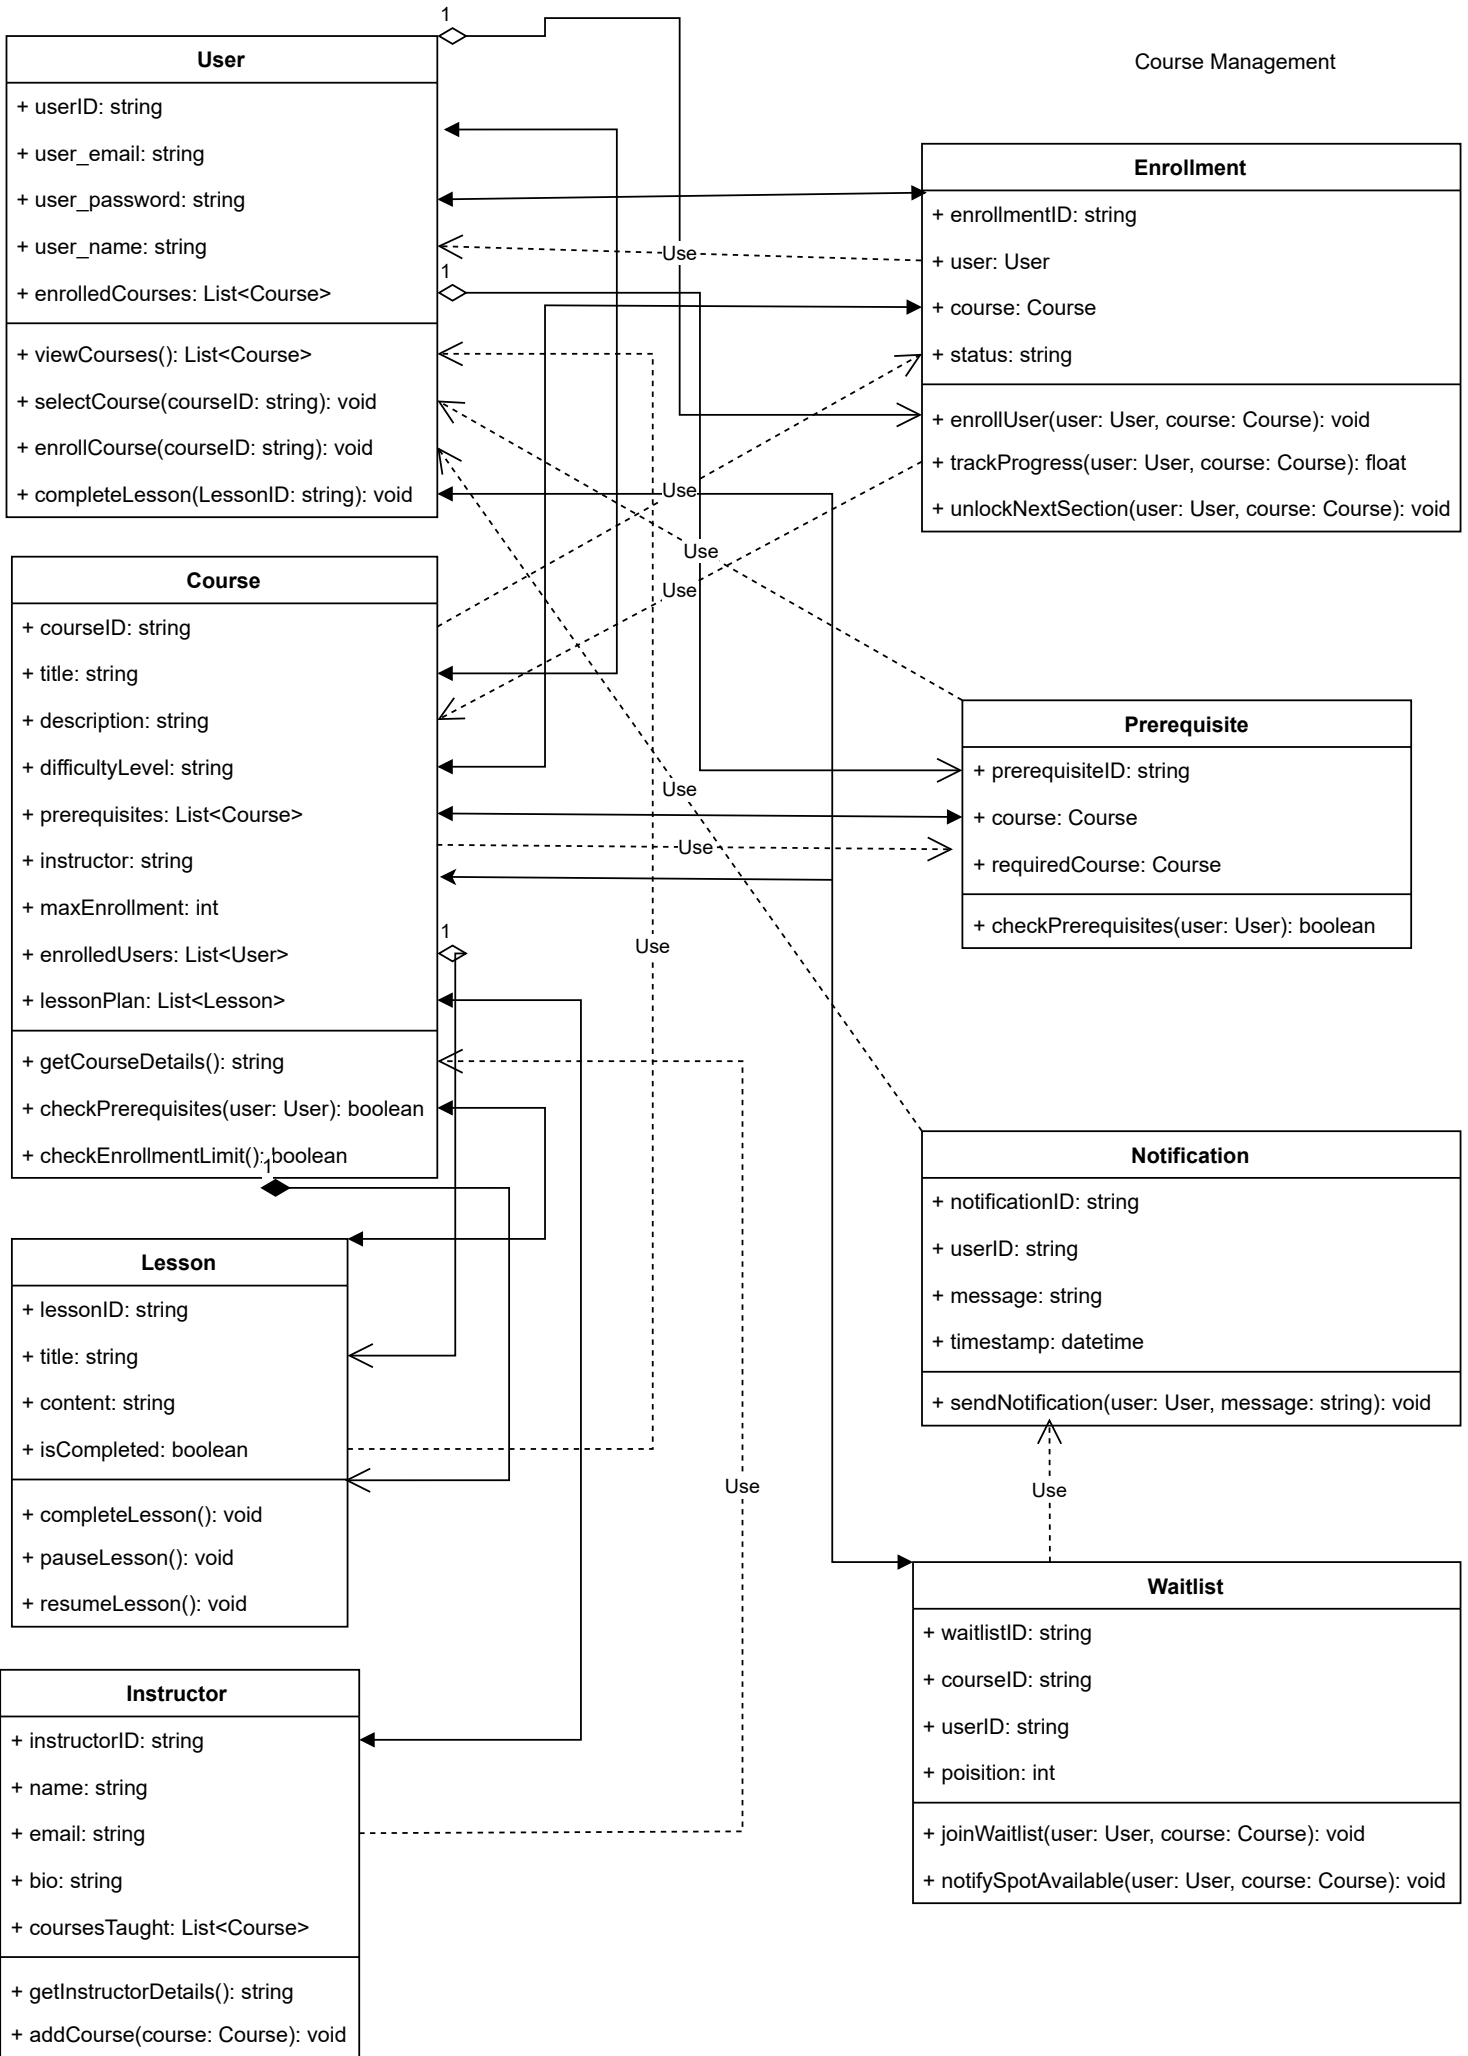 Course Management
1
User
+ userID: string
+ user_email: string
+ user_password: string
+ user_name: string
+ enrolledCourses: List<Course>
1
+ viewCourses(): List<Course>
+ selectCourse(courseID: string): void
+ enrollCourse(courseID: string): void
+ completeLesson(LessonID: string): void
Enrollment
+ enrollmentID: string
+ user: User
+ course: Course
+ status: string
+ enrollUser(user: User, course: Course): void
+ trackProgress(user: User, course: Course): float
+ unlockNextSection(user: User, course: Course): void
Use
Use
Use
Use
Use
Use
Use
Course
+ courseID: string
+ title: string
+ description: string
+ difficultyLevel: string
+ prerequisites: List<Course>
+ instructor: string
+ maxEnrollment: int
+ enrolledUsers: List<User>
1
+ lessonPlan: List<Lesson>
+ getCourseDetails(): string
+ checkPrerequisites(user: User): boolean
+ checkEnrollmentLimit(): boolean
1
Prerequisite
+ prerequisiteID: string
+ course: Course
+ requiredCourse: Course
+ checkPrerequisites(user: User): boolean
Notification
+ notificationID: string
+ userID: string
+ message: string
+ timestamp: datetime
+ sendNotification(user: User, message: string): void
Lesson
+ lessonID: string
+ title: string
+ content: string
+ isCompleted: boolean
+ completeLesson(): void
+ pauseLesson(): void
+ resumeLesson(): void
Use
Use
Waitlist
+ waitlistID: string
+ courseID: string
+ userID: string
+ poisition: int
+ joinWaitlist(user: User, course: Course): void
+ notifySpotAvailable(user: User, course: Course): void
Instructor
+ instructorID: string
+ name: string
+ email: string
+ bio: string
+ coursesTaught: List<Course>
+ getInstructorDetails(): string
+ addCourse(course: Course): void